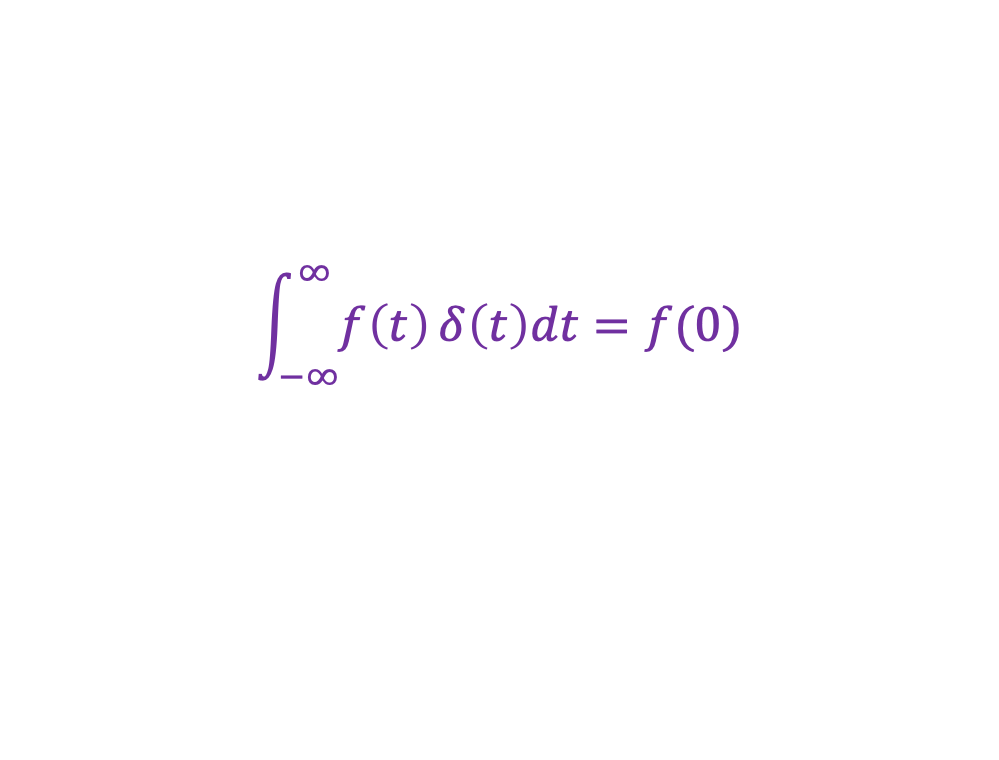 ∫_{−∞}^{∞} f(t) δ(t)dt = f(0)